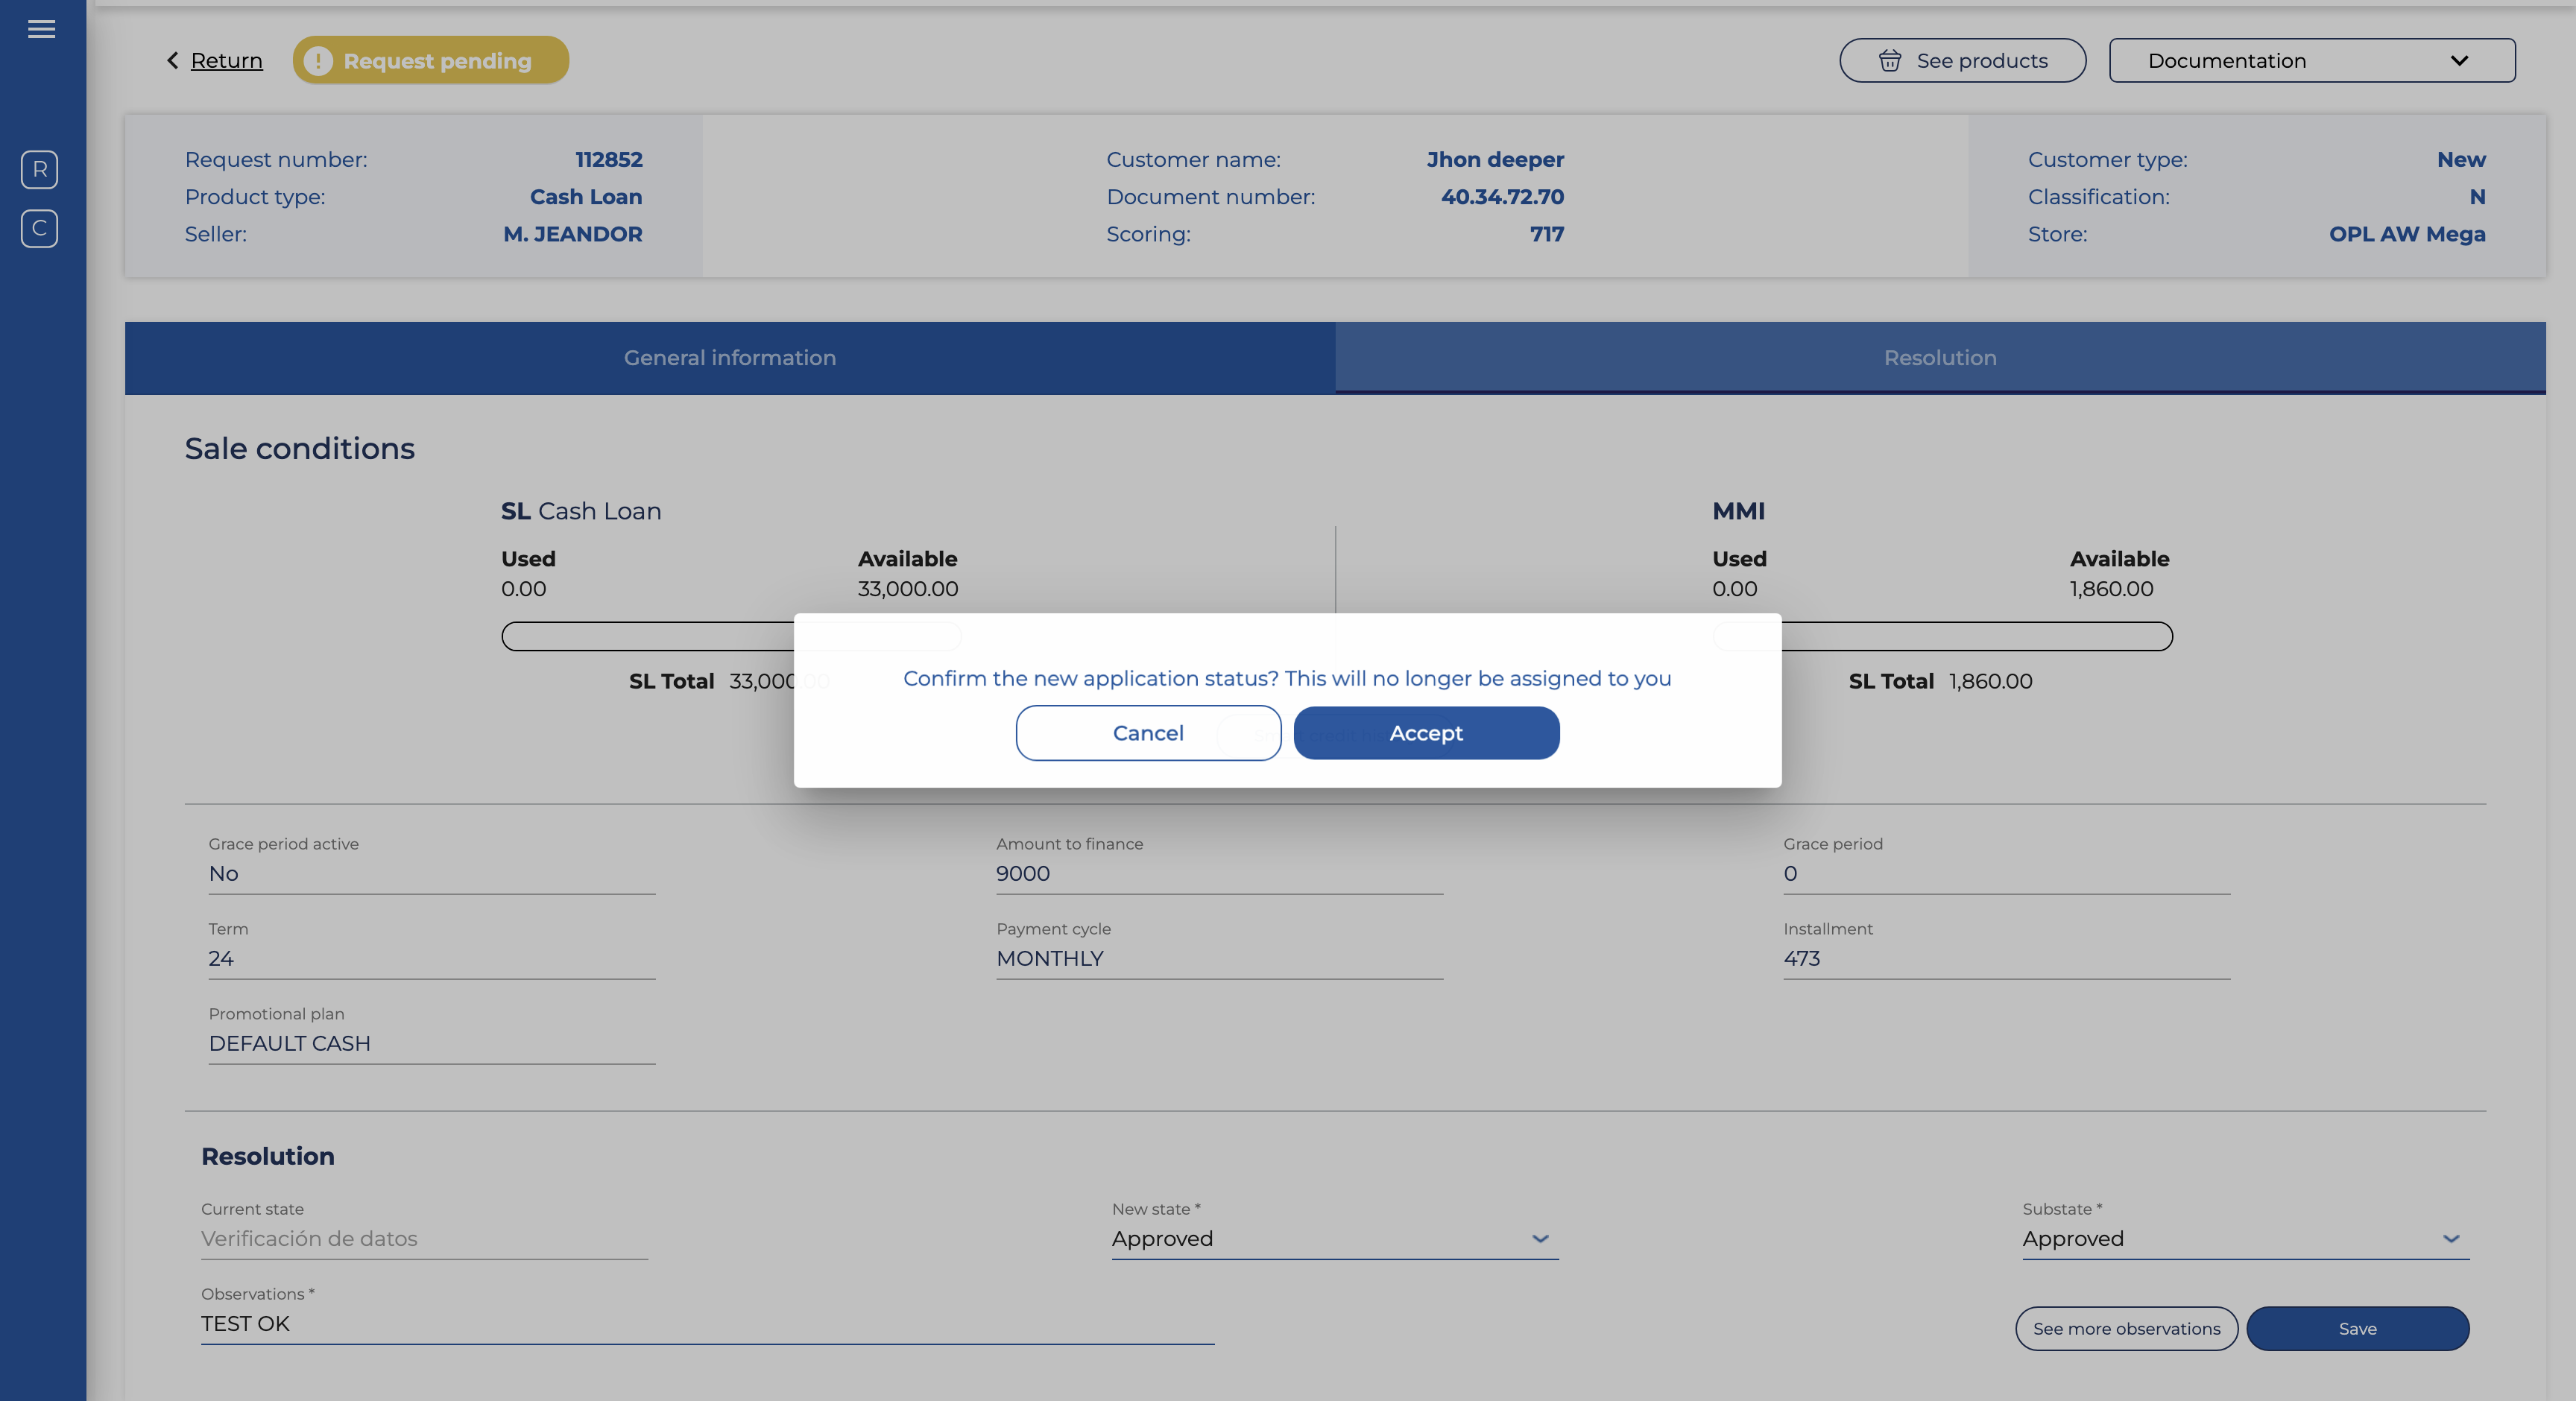 Return
! Request pending
See products
Documentation
R
C
Request number: 112852
Product type: Cash Loan
Seller: M. JEANDOR
Customer name: Jhon deeper
Document number: 40.34.72.70
Scoring: 717
Customer type: New
Classification: N
Store: OPL AW Mega
General information
Resolution
Sale conditions
SL Cash Loan
Used Available
0.00 33,000.00
SL Total 33,000.00
MMI
Used Available
0.00 1,860.00
SL Total 1,860.00
Confirm the new application status? This will no longer be assigned to you
Cancel
Accept
Grace period active
No
Amount to finance
9000
Grace period
0
Term
24
Payment cycle
MONTHLY
Installment
473
Promotional plan
DEFAULT CASH
Resolution
Current state
Verificación de datos
New state *
Approved
Substate *
Approved
Observations *
TEST OK
See more observations
Save